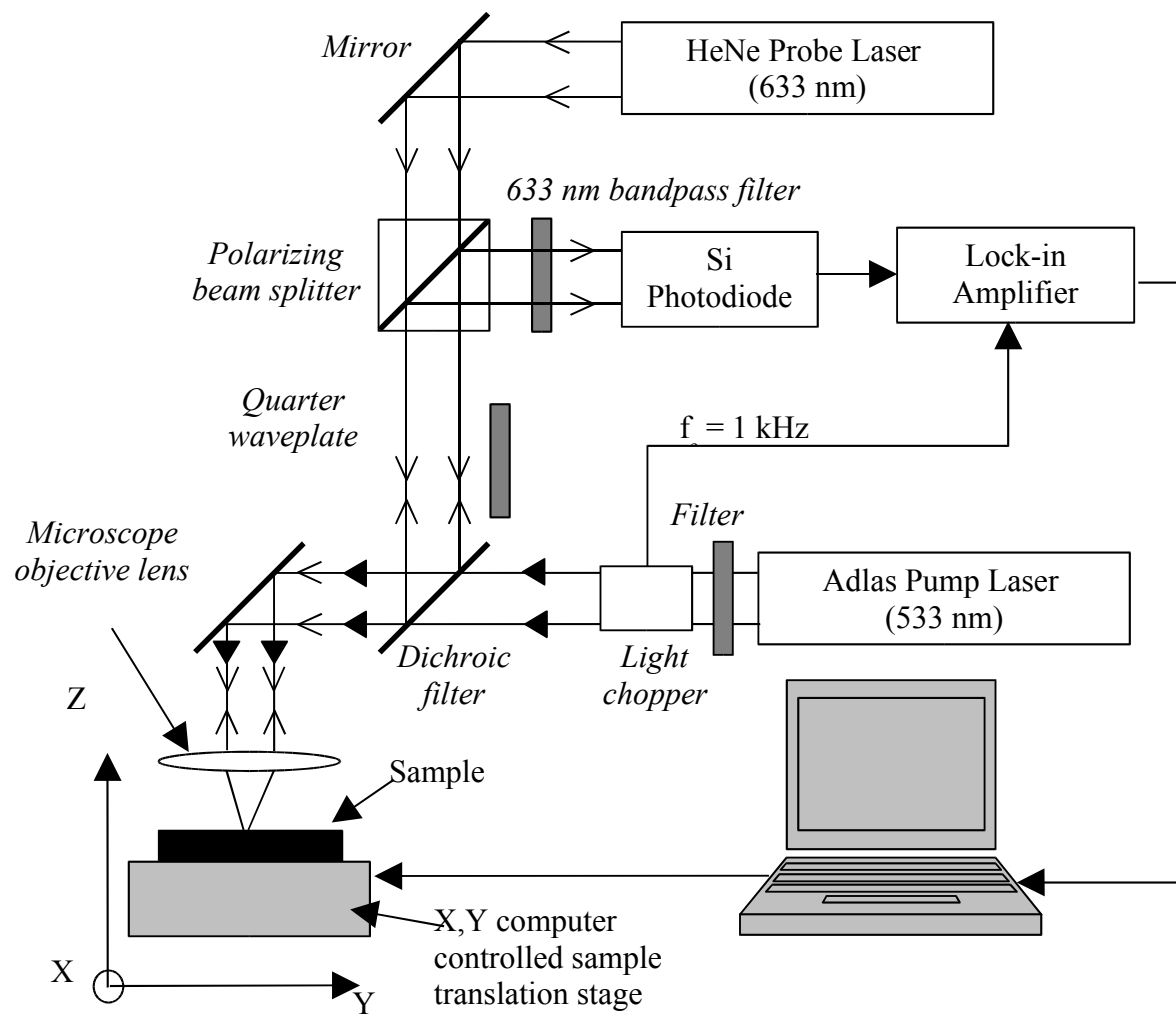 Mirror
HeNe Probe Laser
(633 nm)
633 nm bandpass filter
Polarizing
beam splitter
Si
Photodiode
Lock-in
Amplifier
Quarter
waveplate
f = 1 kHz
Microscope
objective lens
Filter
Adlas Pump Laser
(533 nm)
Dichroic
filter
Light
chopper
Z
Sample
X,Y computer
controlled sample
translation stage
X
Y